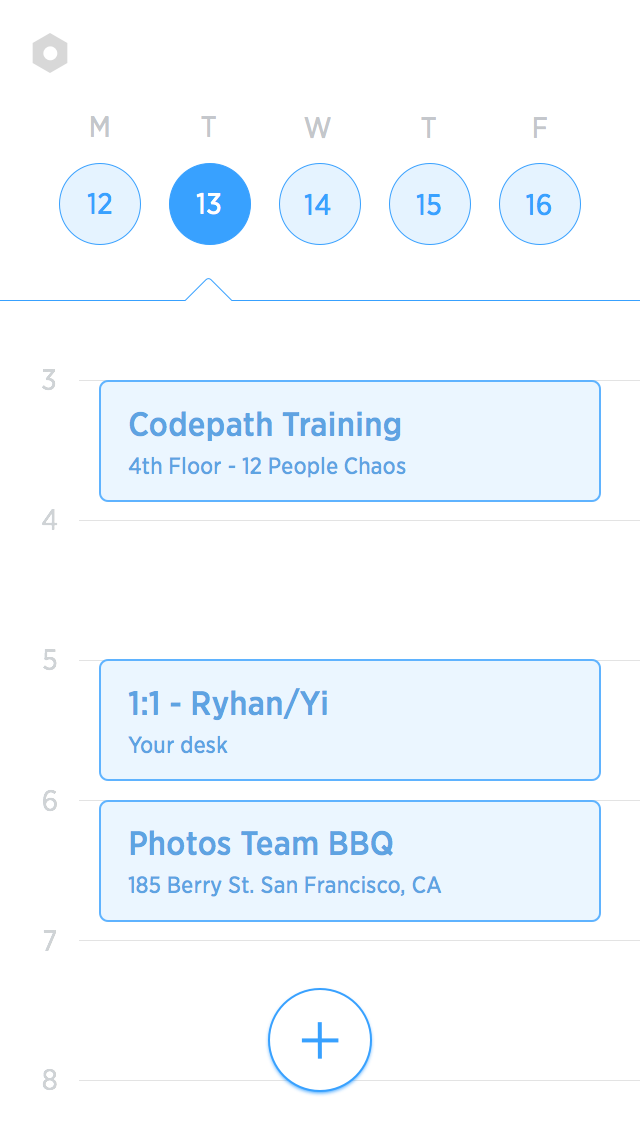 M T W T F
12 13 14 15 16
3
Codepath Training
4th Floor - 12 People Chaos
4
5
1:1 - Ryhan/Yi
Your desk
6
Photos Team BBQ
185 Berry St. San Francisco, CA
7
8